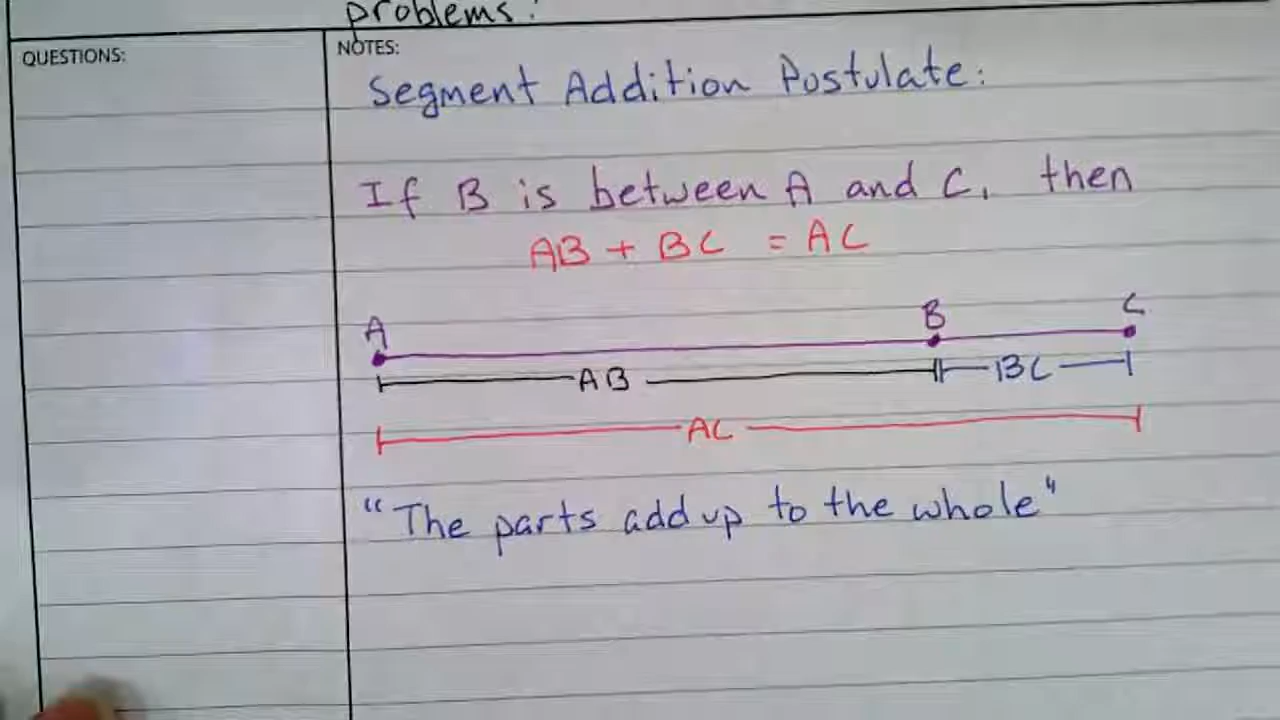 problems.
QUESTIONS:
NOTES:
Segment Addition Postulate:
If B is between A and C, then
AB + BC = AC
A B C
AB BC
AC
"The parts add up to the whole"